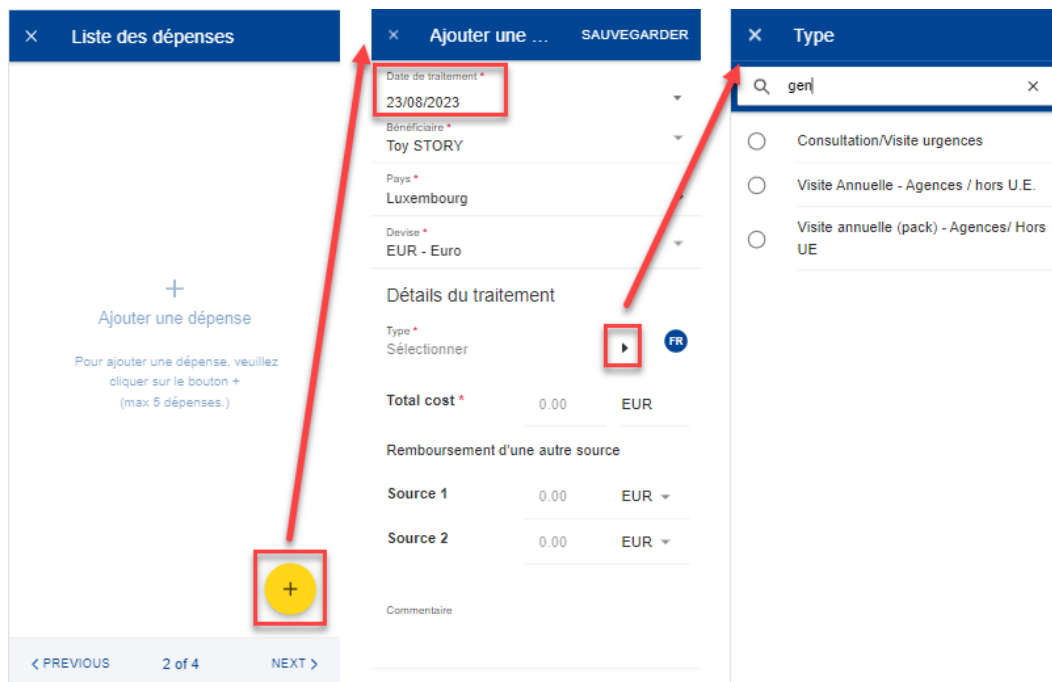 Liste des dépenses
Ajouter une dépense
Pour ajouter une dépense, veuillez
cliquer sur le bouton +
(max 5 dépenses.)
+
PREVIOUS 2 of 4 NEXT
Ajouter une ... SAUVEGARDER
Date de traitement *
23/08/2023
Bénéficiaire *
Toy STORY
Pays *
Luxembourg
Devise *
EUR - Euro
Détails du traitement
Type *
Sélectionner
FR
Total cost * 0.00 EUR
Remboursement d'une autre source
Source 1 0.00 EUR
Source 2 0.00 EUR
Commentaire
Type
gen
Consultation/Visite urgences
Visite Annuelle - Agences / hors U.E.
Visite annuelle (pack) - Agences/ Hors
UE